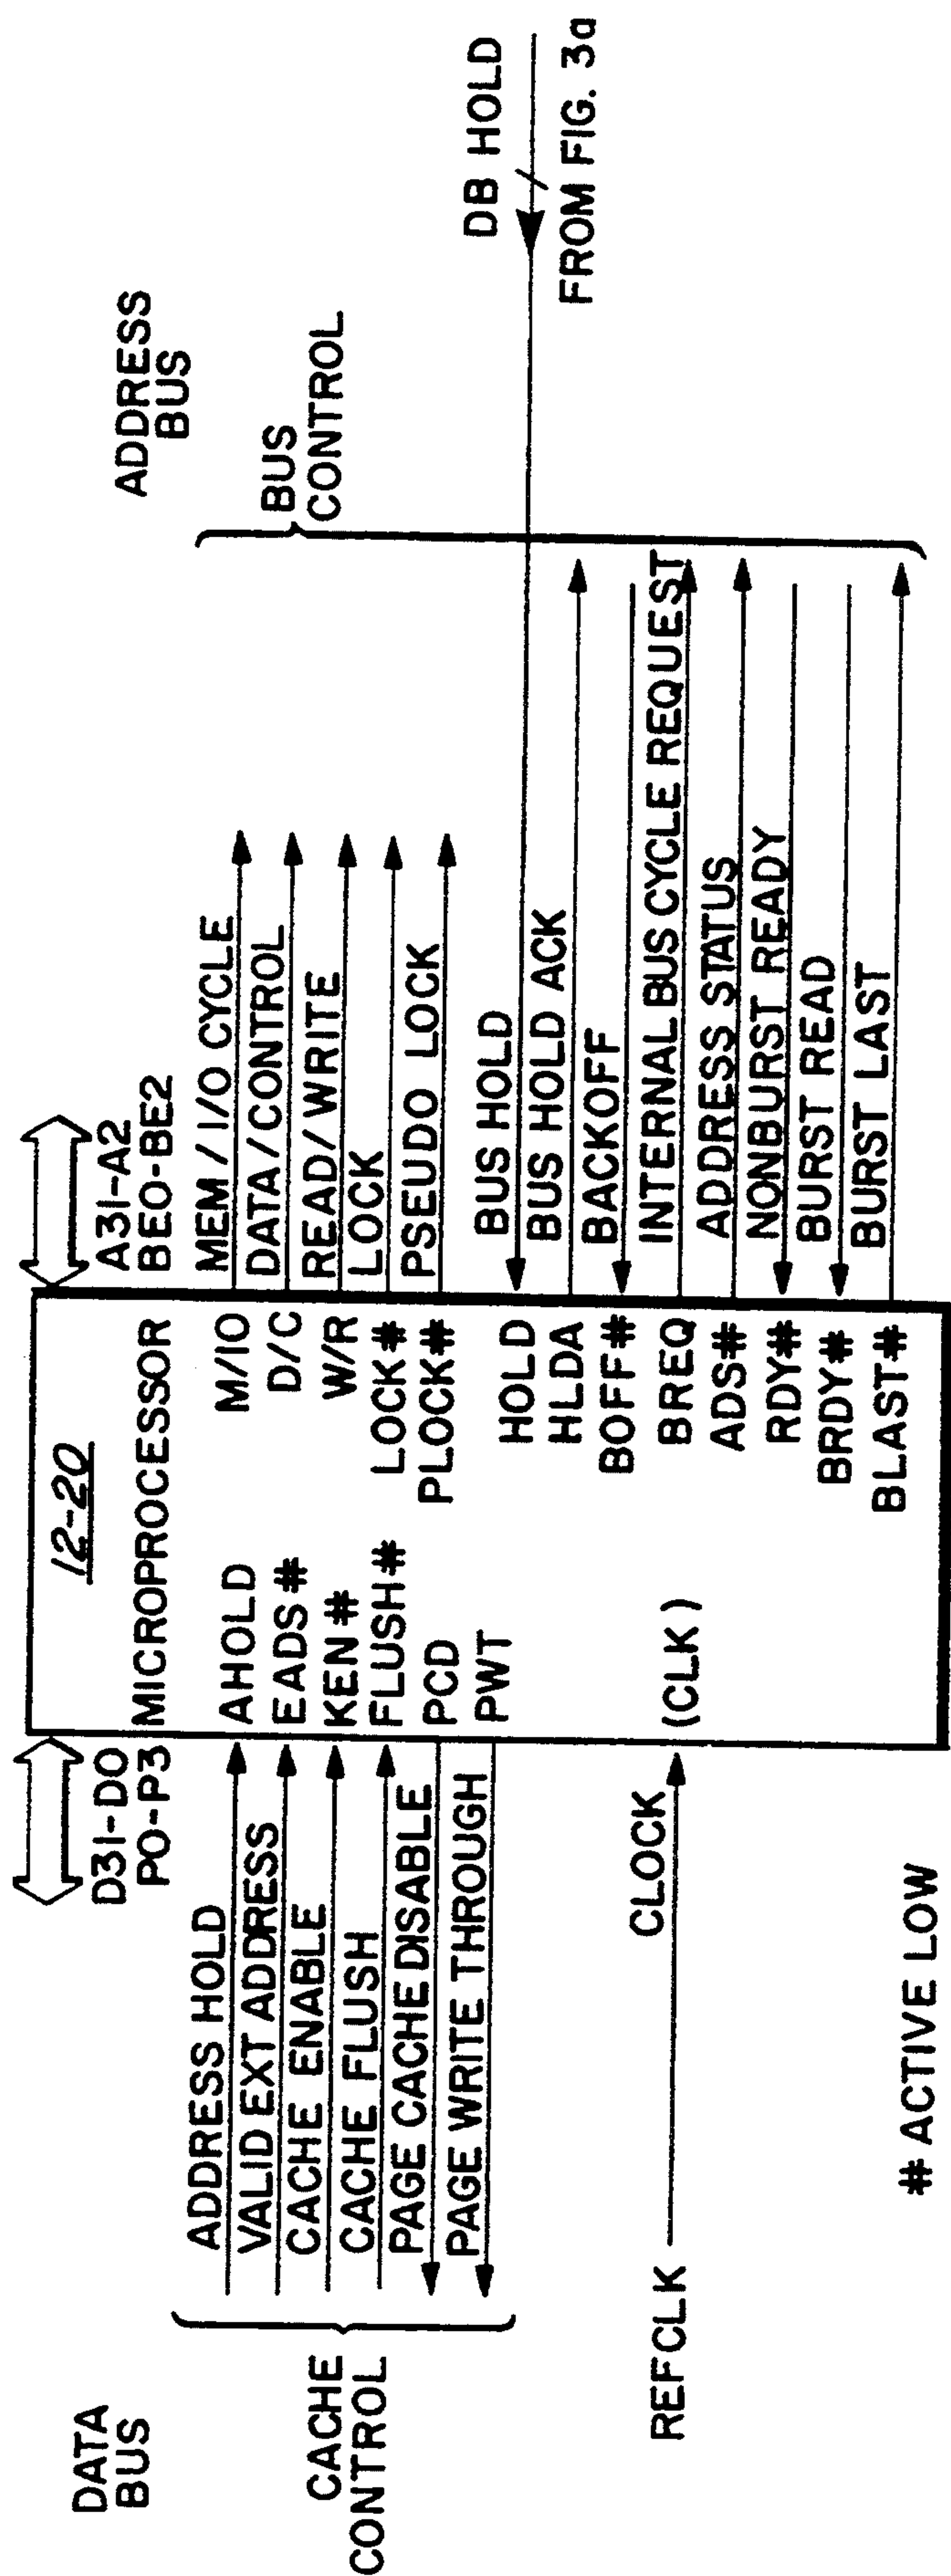 DATA
BUS
D31-D0
P0-P3
12-20
MICROPROCESSOR
A31-A2
BE0-BE2
ADDRESS
BUS
CACHE
CONTROL
ADDRESS HOLD
VALID EXT ADDRESS
CACHE ENABLE
CACHE FLUSH
PAGE CACHE DISABLE
PAGE WRITE THROUGH
AHOLD
EADS#
KEN#
FLUSH#
PCD
PWT
REFCLK
CLOCK
(CLK)
M/IO
D/C
W/R
LOCK#
PLOCK#
HOLD
HLDA
BOFF#
BREQ
ADS#
RDY#
BRDY#
BLAST#
MEM/I/O CYCLE
DATA/CONTROL
READ/WRITE
LOCK
PSEUDO LOCK
BUS HOLD
BUS HOLD ACK
BACKOFF
INTERNAL BUS CYCLE REQUEST
ADDRESS STATUS
NONBURST READY
BURST READ
BURST LAST
BUS
CONTROL
DB HOLD
FROM FIG. 3a
# ACTIVE LOW